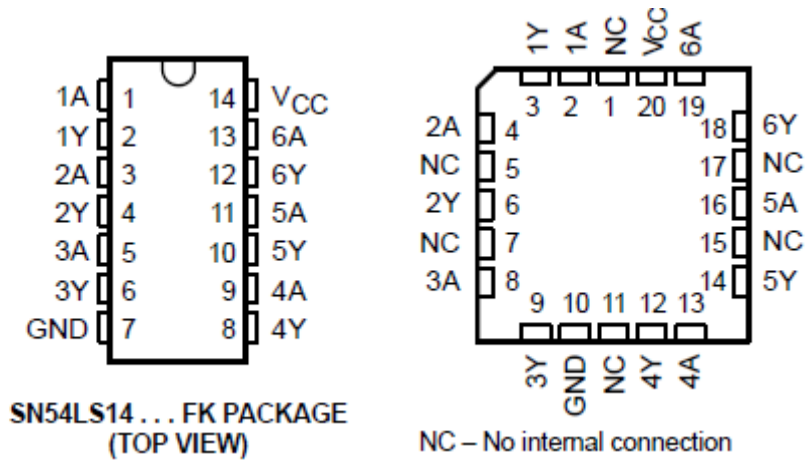 1A 1 14 VCC
1Y 2 13 6A
2A 3 12 6Y
2Y 4 11 5A
3A 5 10 5Y
3Y 6 9 4A
GND 7 8 4Y
SN54LS14 . . . FK PACKAGE
(TOP VIEW)
1Y 1A NC VCC 6A
3 2 1 20 19
2A 4 18 6Y
NC 5 17 NC
2Y 6 16 5A
NC 7 15 NC
3A 8 14 5Y
9 10 11 12 13
3Y GND NC 4Y 4A
NC – No internal connection